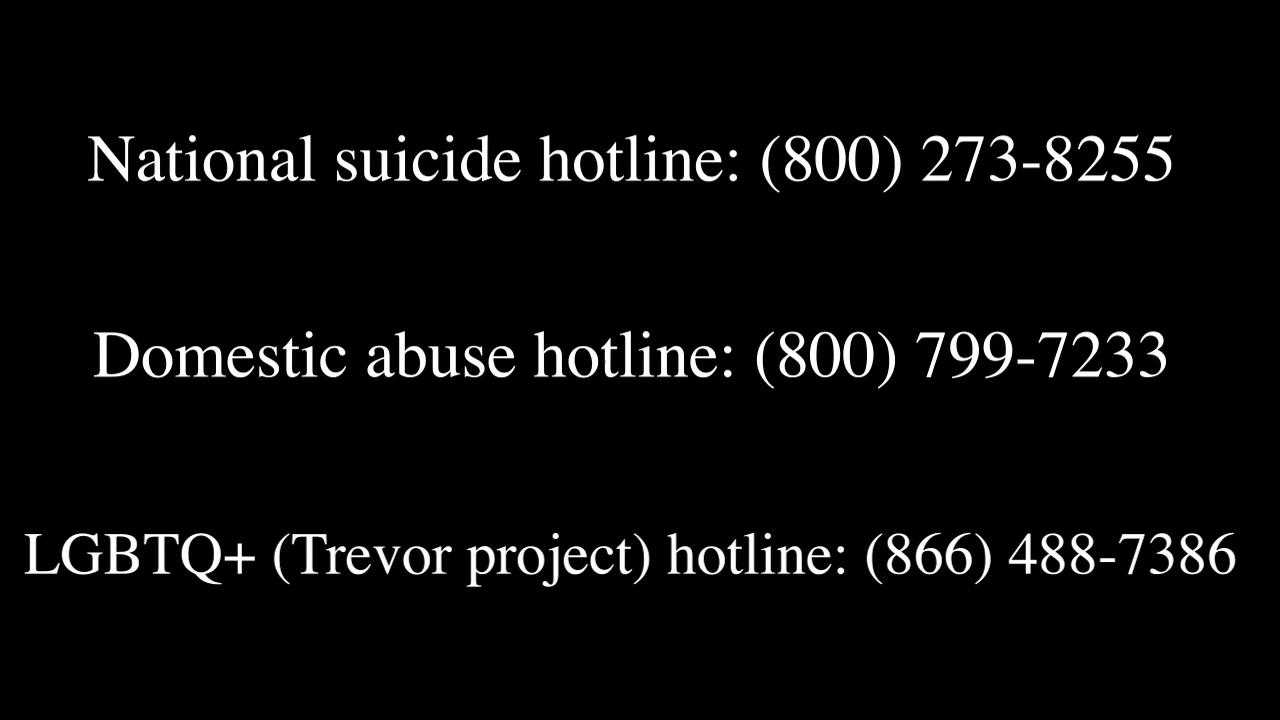 National suicide hotline: (800) 273-8255
Domestic abuse hotline: (800) 799-7233
LGBTQ+ (Trevor project) hotline: (866) 488-7386